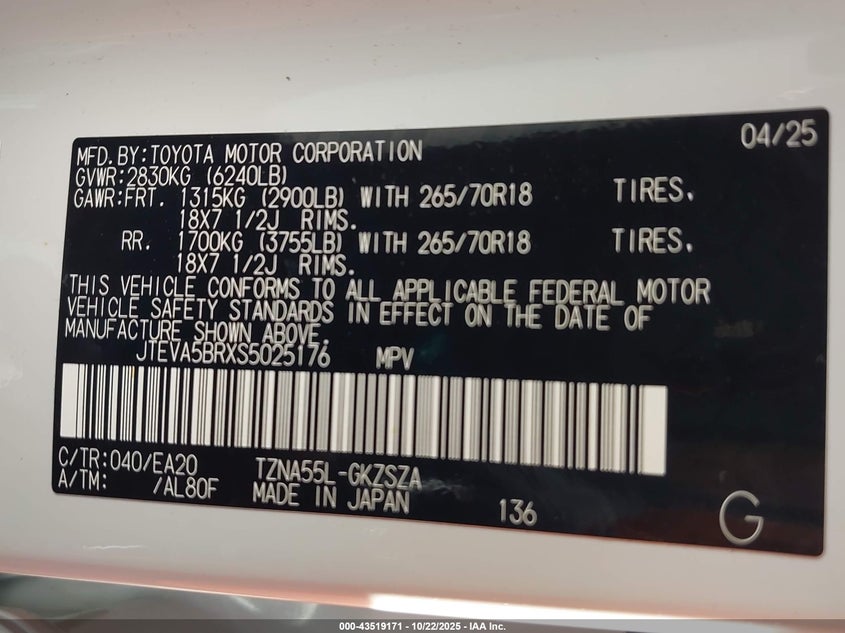 04/25
MFD.BY:TOYOTA MOTOR CORPORATION
GVWR:2830KG (6240LB)
GAWR:FRT. 1315KG (2900LB) WITH 265/70R18 TIRES,
18X7 1/2J RIMS.
RR. 1700KG (3755LB) WITH 265/70R18 TIRES,
18X7 1/2J RIMS.
THIS VEHICLE CONFORMS TO ALL APPLICABLE FEDERAL MOTOR
VEHICLE SAFETY STANDARDS IN EFFECT ON THE DATE OF
MANUFACTURE SHOWN ABOVE.
JTEVA5BRXS5025176 MPV
C/TR:040/EA20 TZNA55L-GKZSZA
A/TM: /AL80F MADE IN JAPAN 136 G
000-43519171 - 10/22/2025 - IAA Inc.